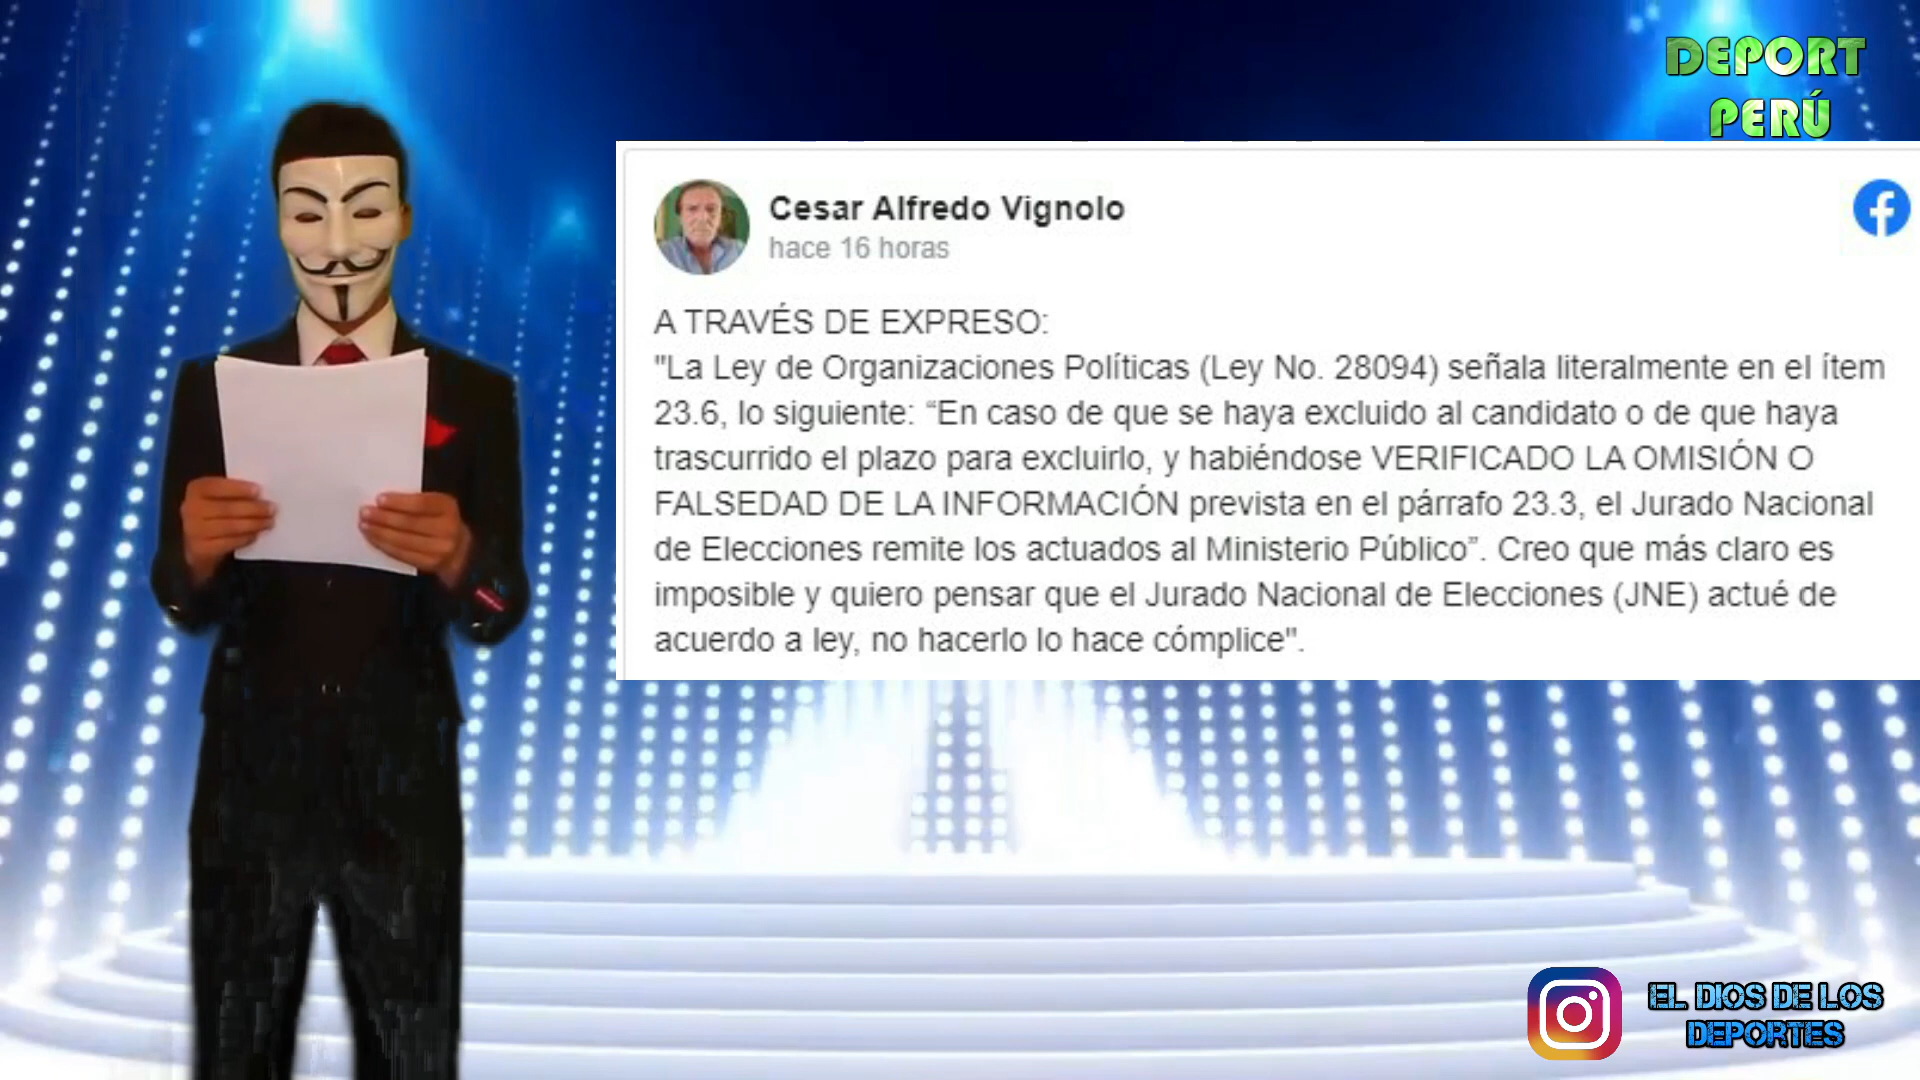 DEPORT
PERÚ
Cesar Alfredo Vignolo
hace 16 horas
A TRAVÉS DE EXPRESO:
"La Ley de Organizaciones Políticas (Ley No. 28094) señala literalmente en el ítem
23.6, lo siguiente: “En caso de que se haya excluido al candidato o de que haya
trascurrido el plazo para excluirlo, y habiéndose VERIFICADO LA OMISIÓN O
FALSEDAD DE LA INFORMACIÓN prevista en el párrafo 23.3, el Jurado Nacional
de Elecciones remite los actuados al Ministerio Público”. Creo que más claro es
imposible y quiero pensar que el Jurado Nacional de Elecciones (JNE) actué de
acuerdo a ley, no hacerlo lo hace cómplice".
EL DIOS DE LOS
DEPORTES